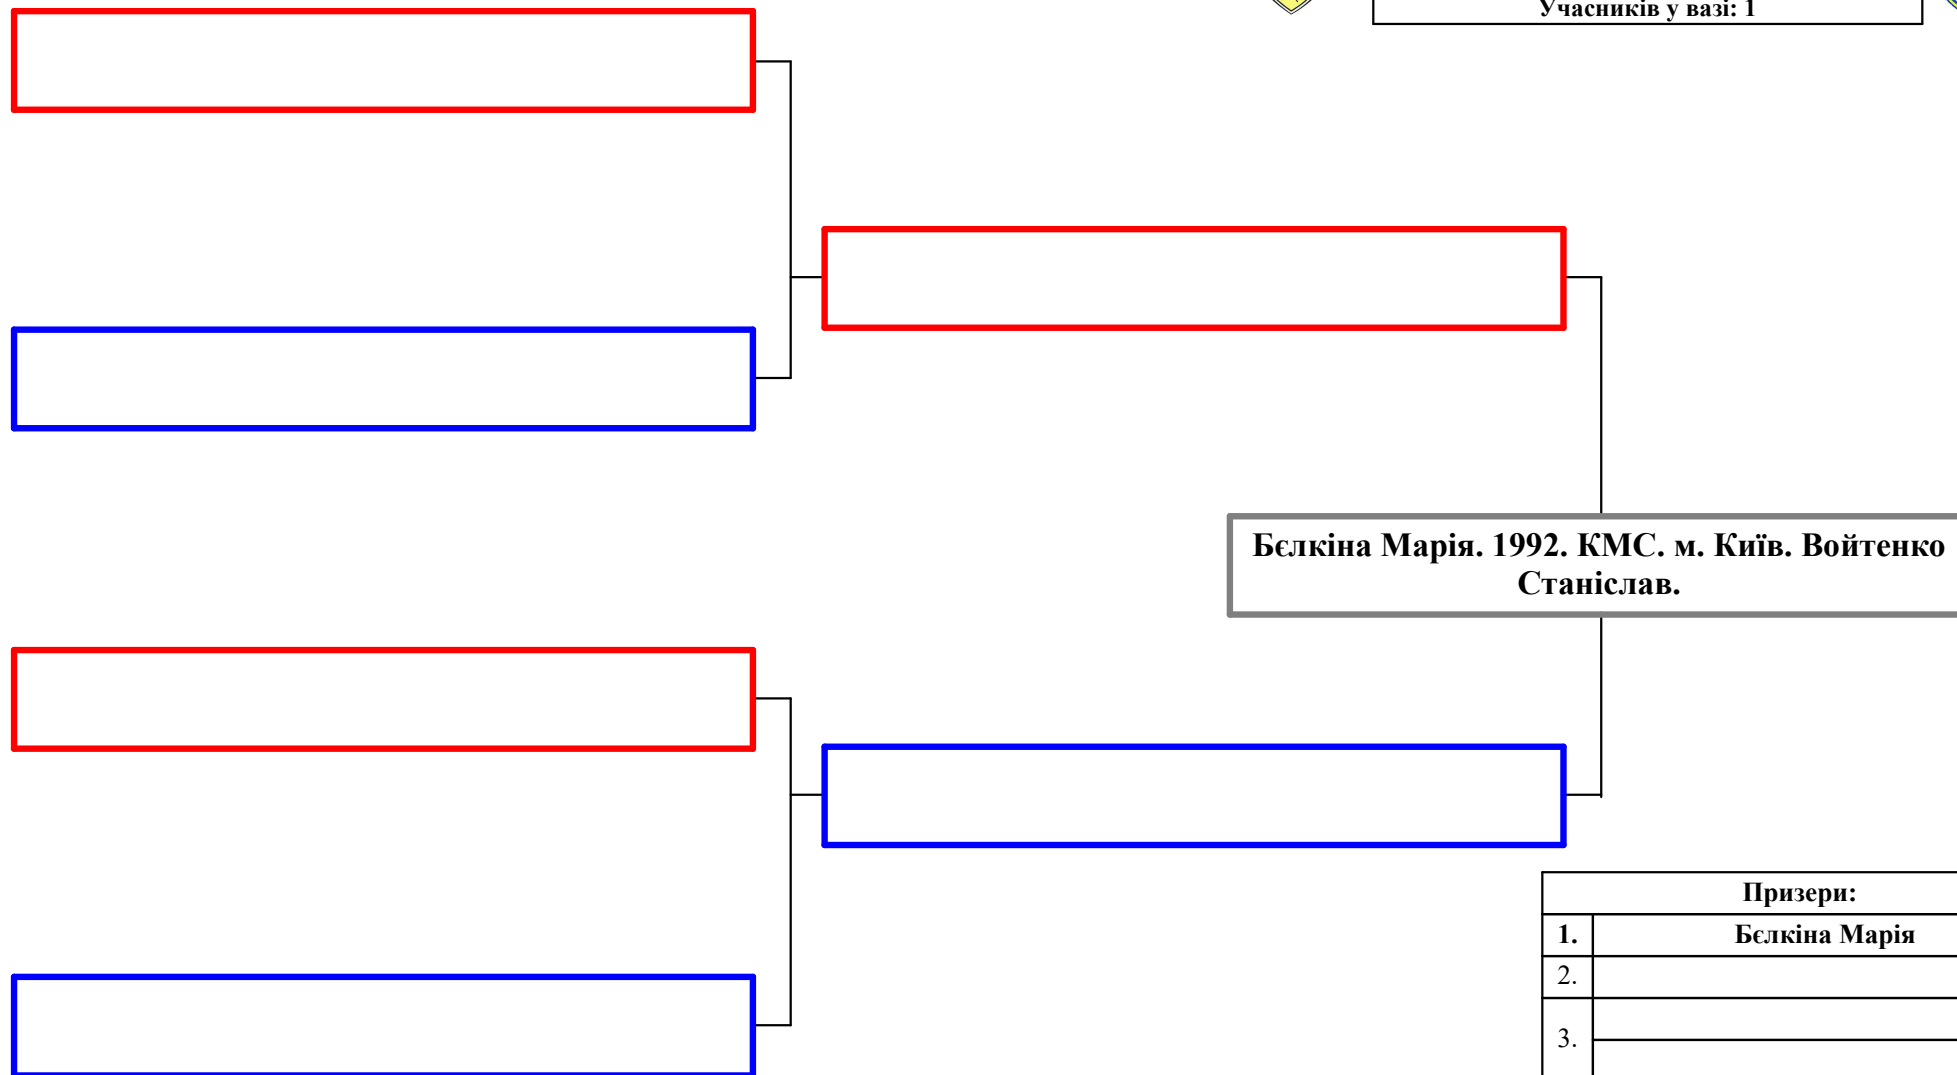 Учасників у вазі: 1
Бєлкіна Марія. 1992. КМС. м. Київ. Войтенко
Станіслав.
Призери:
1. Бєлкіна Марія
2.
3.